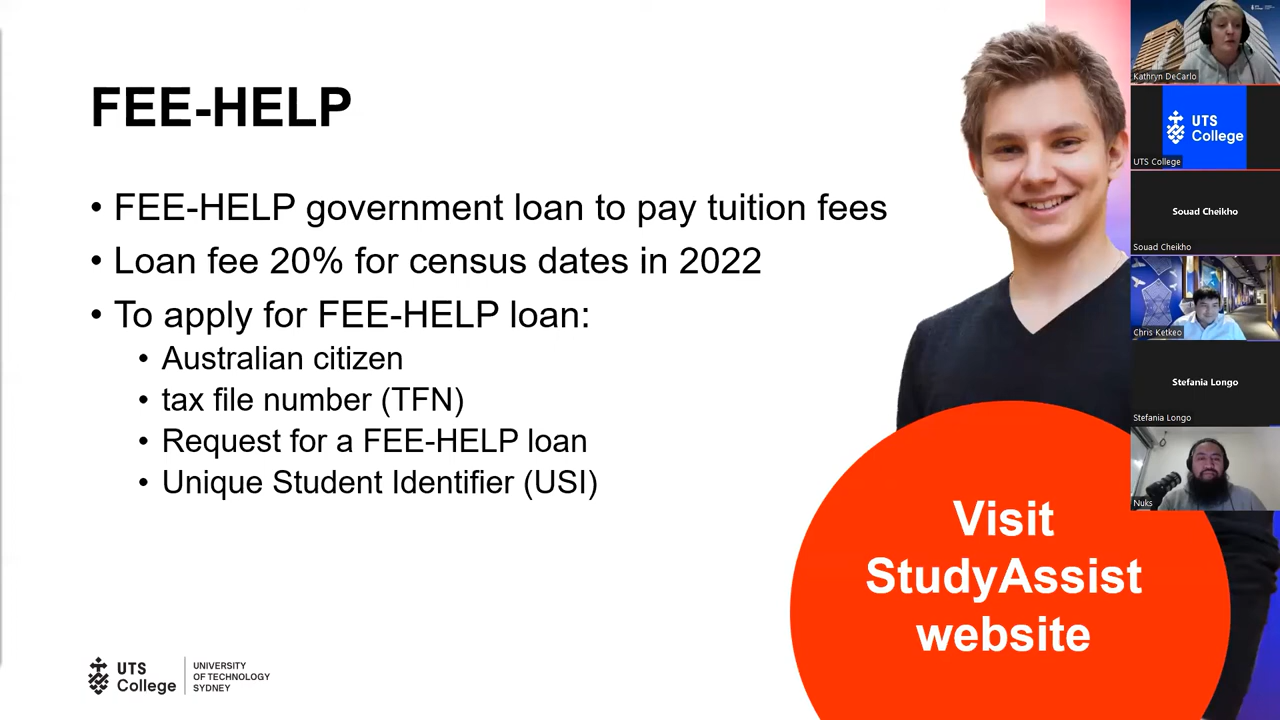 FEE-HELP
• FEE-HELP government loan to pay tuition fees
• Loan fee 20% for census dates in 2022
• To apply for FEE-HELP loan:
• Australian citizen
• tax file number (TFN)
• Request for a FEE-HELP loan
• Unique Student Identifier (USI)
Visit
StudyAssist
website
UTS
College
UNIVERSITY
OF TECHNOLOGY
SYDNEY
Kathryn DeCarlo
UTS
College
UTS College
Souad Cheikho
Souad Cheikho
Chris Ketkeo
Stefania Longo
Stefania Longo
Nuks